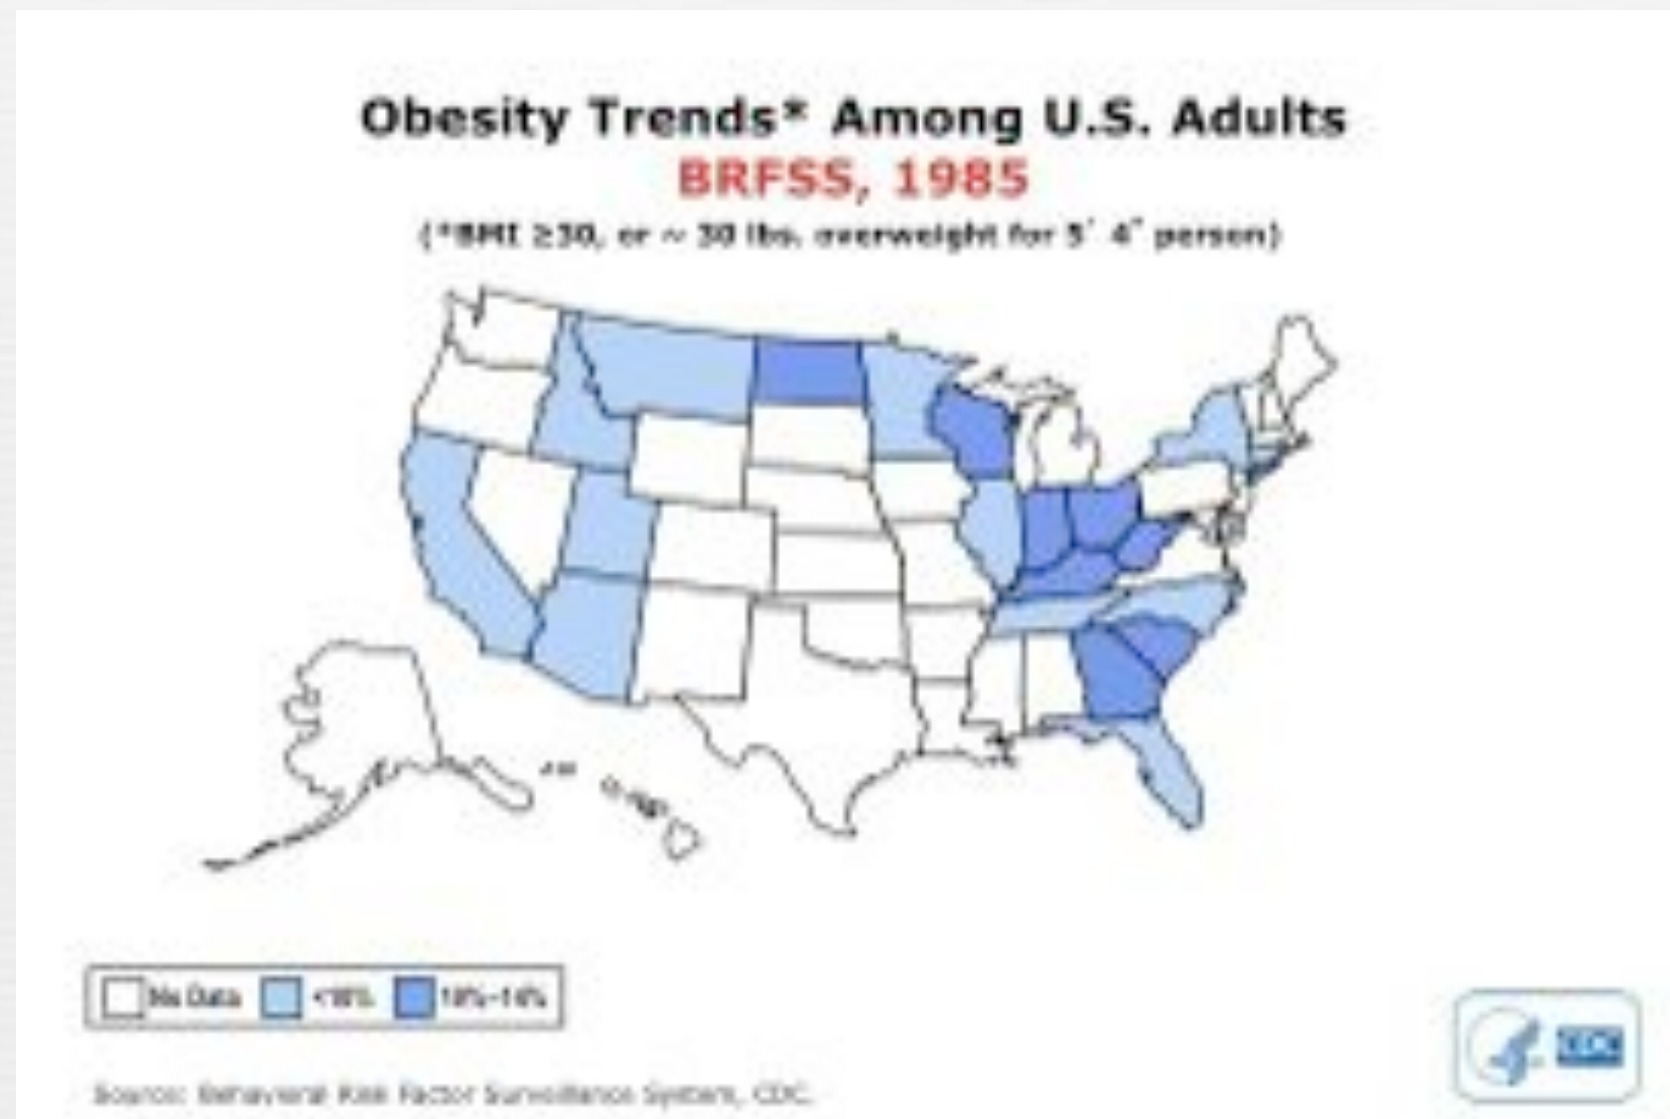 Obesity Trends* Among U.S. Adults
BRFSS, 1985
(*BMI ≥30, or ~ 30 lbs. overweight for 5' 4" person)
No Data <10% 10%–14%
CDC
Source: Behavioral Risk Factor Surveillance System, CDC.